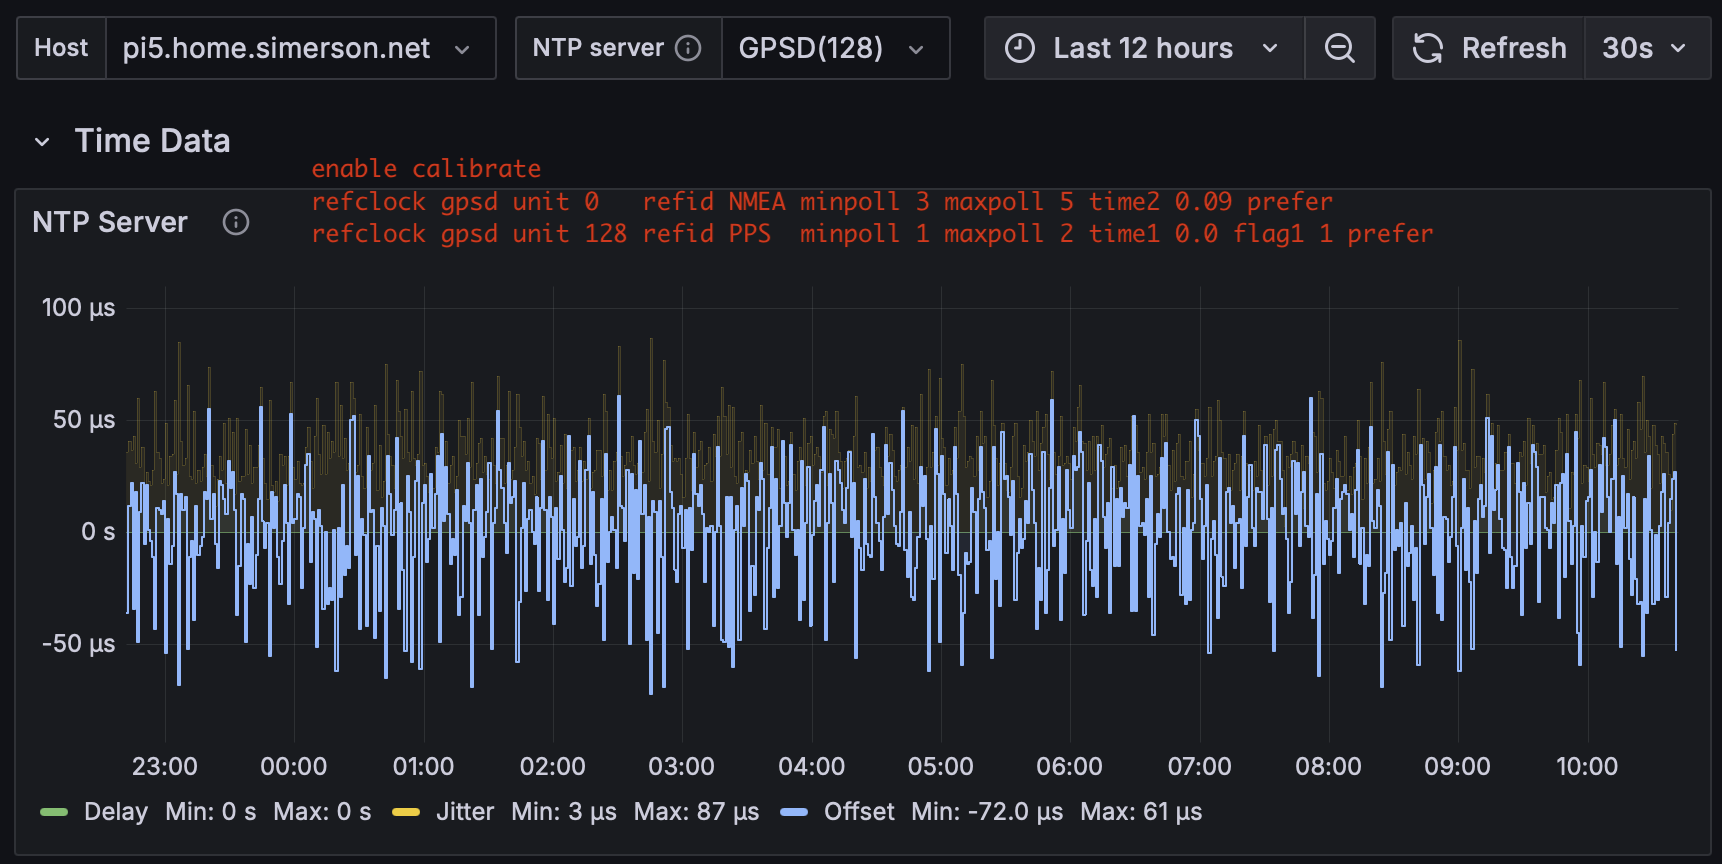 Host pi5.home.simerson.net NTP server GPSD(128) Last 12 hours Refresh 30s
Time Data
enable calibrate
refclock gpsd unit 0   refid NMEA minpoll 3 maxpoll 5 time2 0.09 prefer
NTP Server
refclock gpsd unit 128 refid PPS  minpoll 1 maxpoll 2 time1 0.0 flag1 1 prefer
100 µs
50 µs
0 s
-50 µs
23:00 00:00 01:00 02:00 03:00 04:00 05:00 06:00 07:00 08:00 09:00 10:00
Delay Min: 0 s Max: 0 s Jitter Min: 3 µs Max: 87 µs Offset Min: -72.0 µs Max: 61 µs